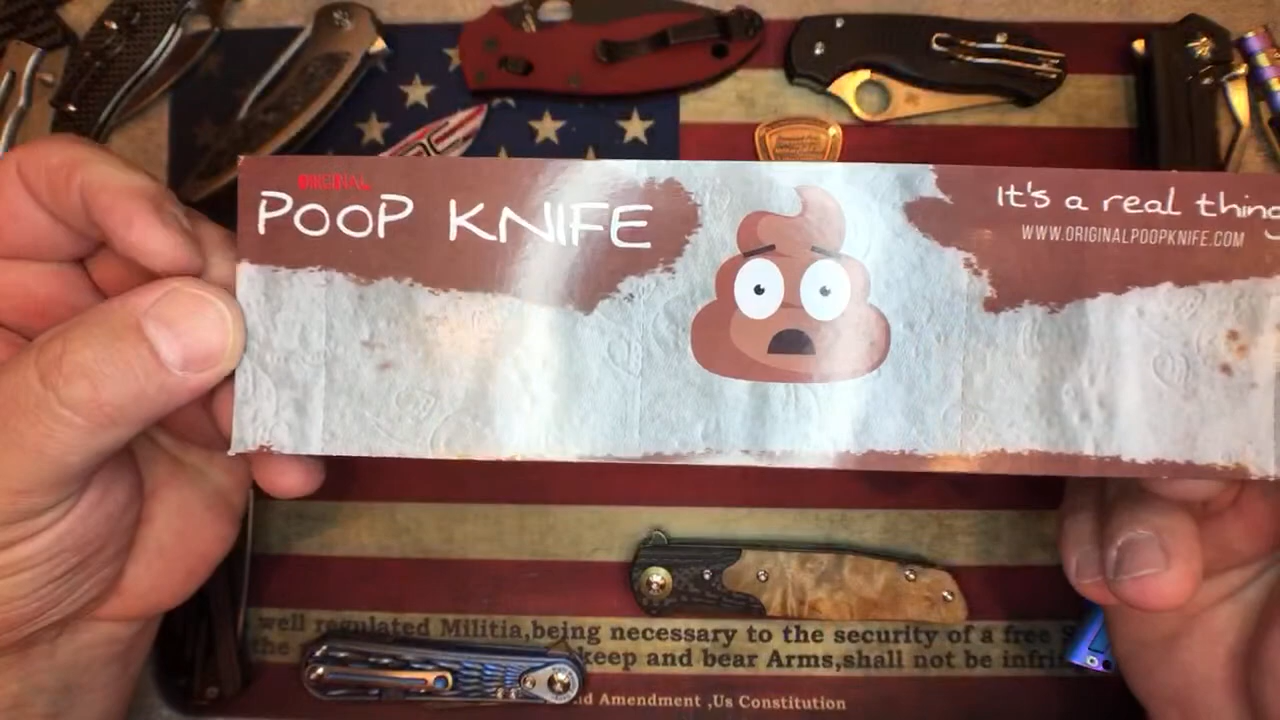 ORIGINAL
POOP KNIFE
It's a real thing
WWW.ORIGINALPOOPKNIFE.COM
well regulated Militia,being necessary to the security of a free
the keep and bear Arms,shall not be
Amendment ,Us Constitution